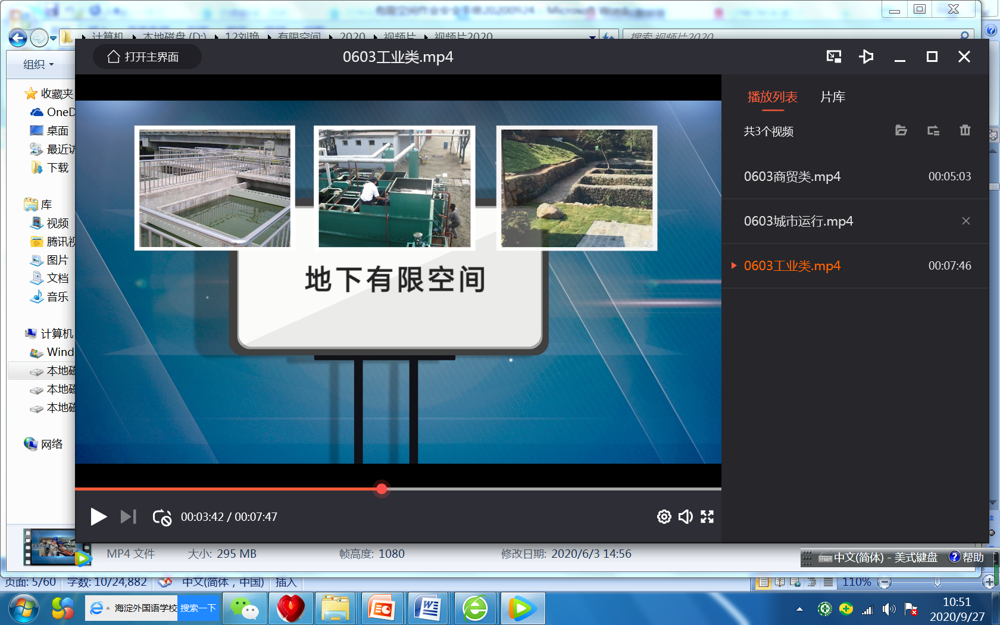 计算机 本地磁盘 (D:) 12刘艳 有限空间 2020 视频片 视频片2020
搜索 视频片2020
组织
收藏夹
OneD
桌面
最近访
下载
库
视频
腾讯视
图片
文档
音乐
计算机
Wind
本地磁
本地磁
本地磁
网络
打开主界面
0603工业类.mp4
地下有限空间
00:03:42 / 00:07:47
播放列表 片库
共3个视频
0603商贸类.mp4 00:05:03
0603城市运行.mp4
0603工业类.mp4 00:07:46
MP4 文件 大小: 295 MB 帧高度: 1080 修改日期: 2020/6/3 14:56
中文(简体) - 美式键盘 帮助
页面: 5/60 字数: 10/24,882 中文(简体，中国) 插入 110%
海淀外国语学校 搜索一下
10:51
2020/9/27